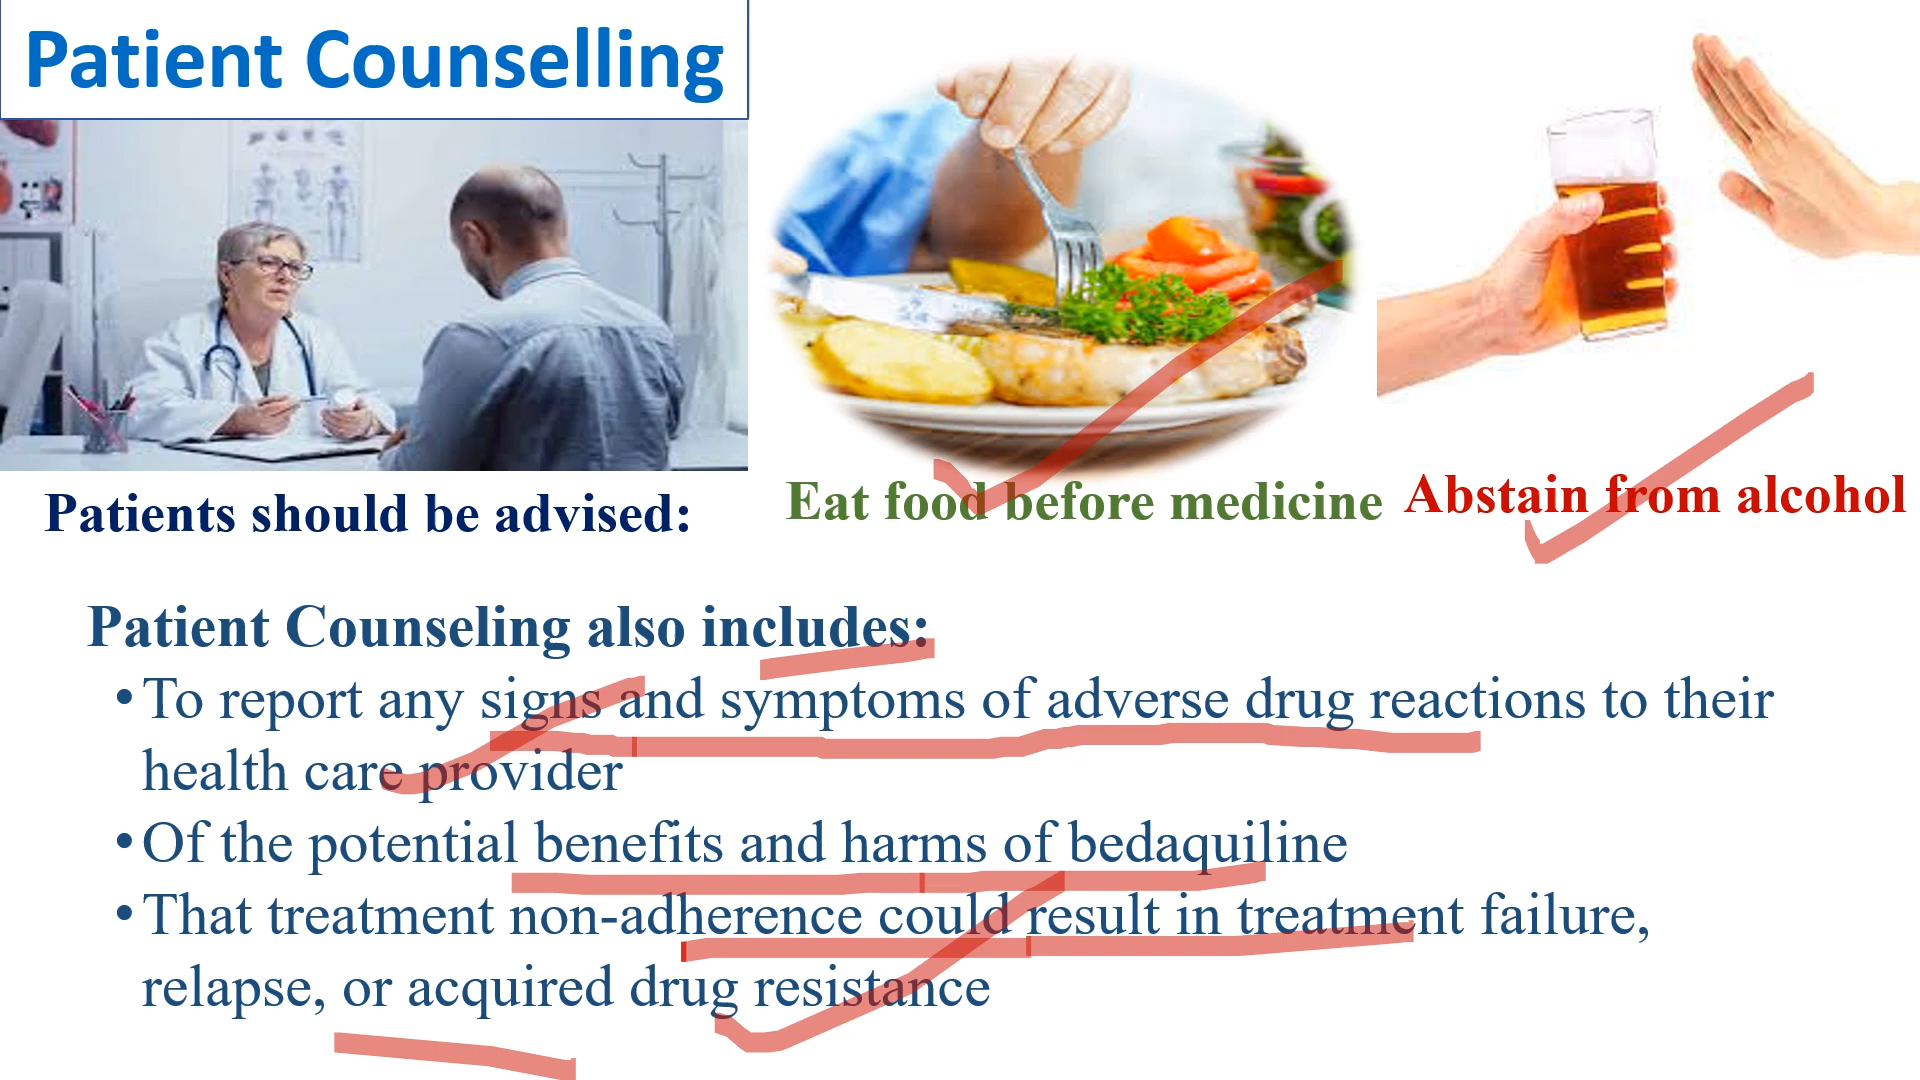 Patient Counselling
Patients should be advised:
Eat food before medicine
Abstain from alcohol
Patient Counseling also includes:
• To report any signs and symptoms of adverse drug reactions to their
health care provider
• Of the potential benefits and harms of bedaquiline
• That treatment non-adherence could result in treatment failure,
relapse, or acquired drug resistance